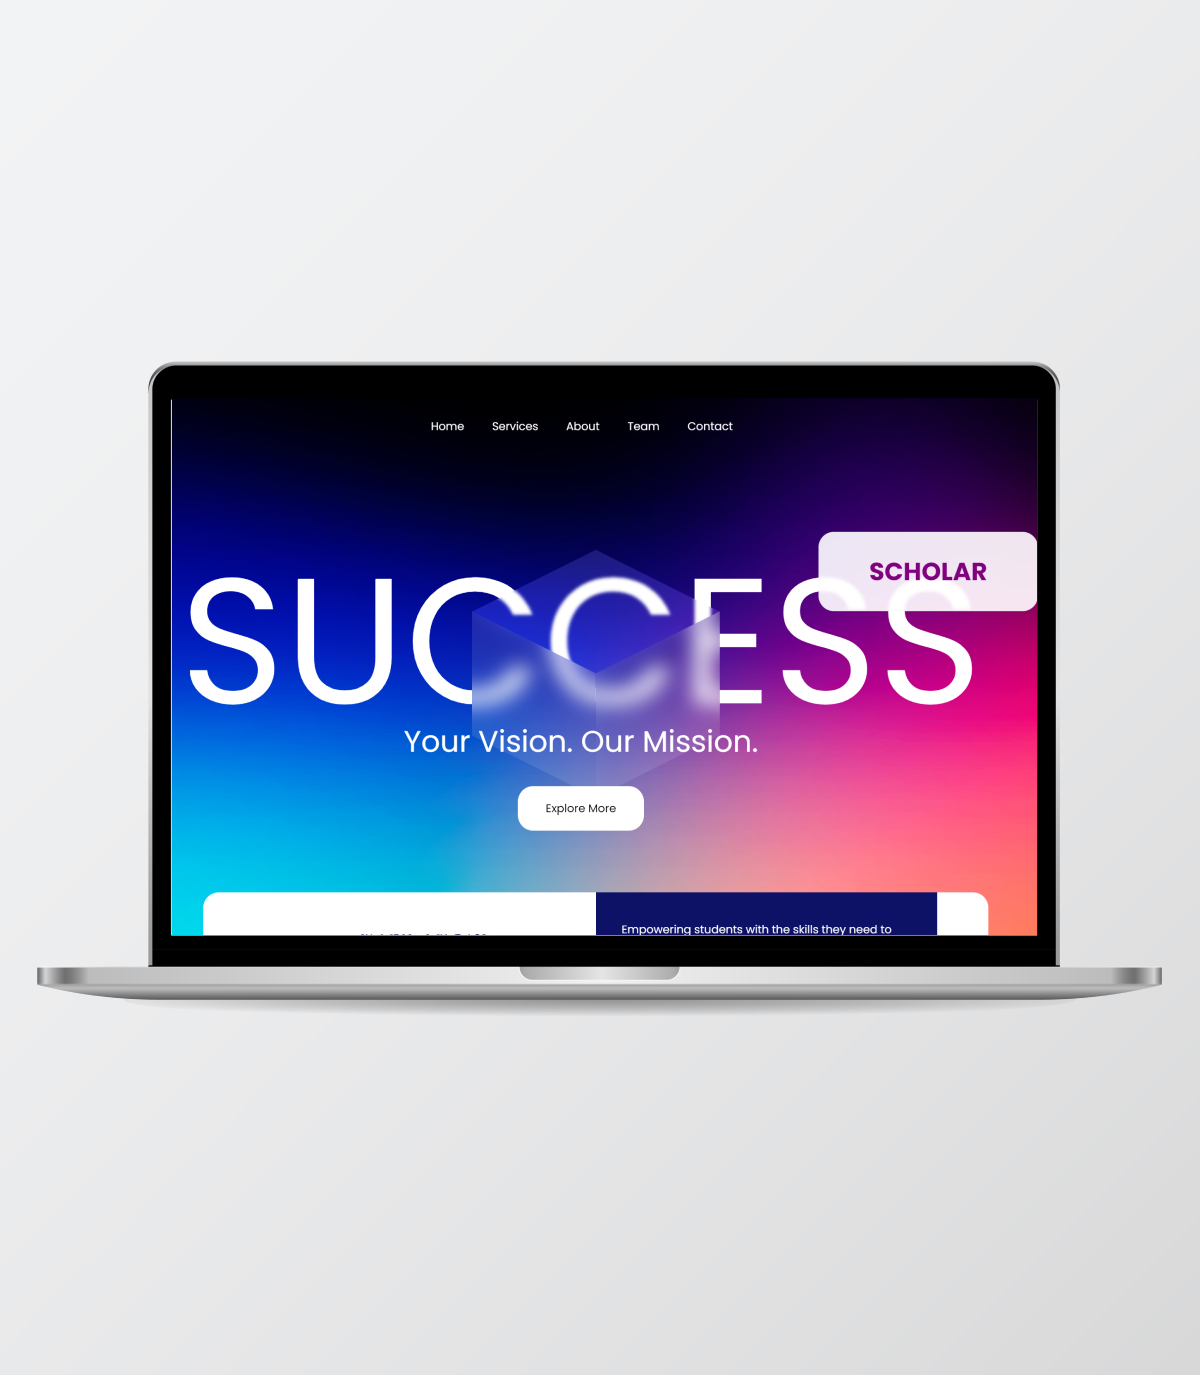 Home Services About Team Contact
SCHOLAR
SUCCESS
Your Vision. Our Mission.
Explore More
Empowering students with the skills they need to